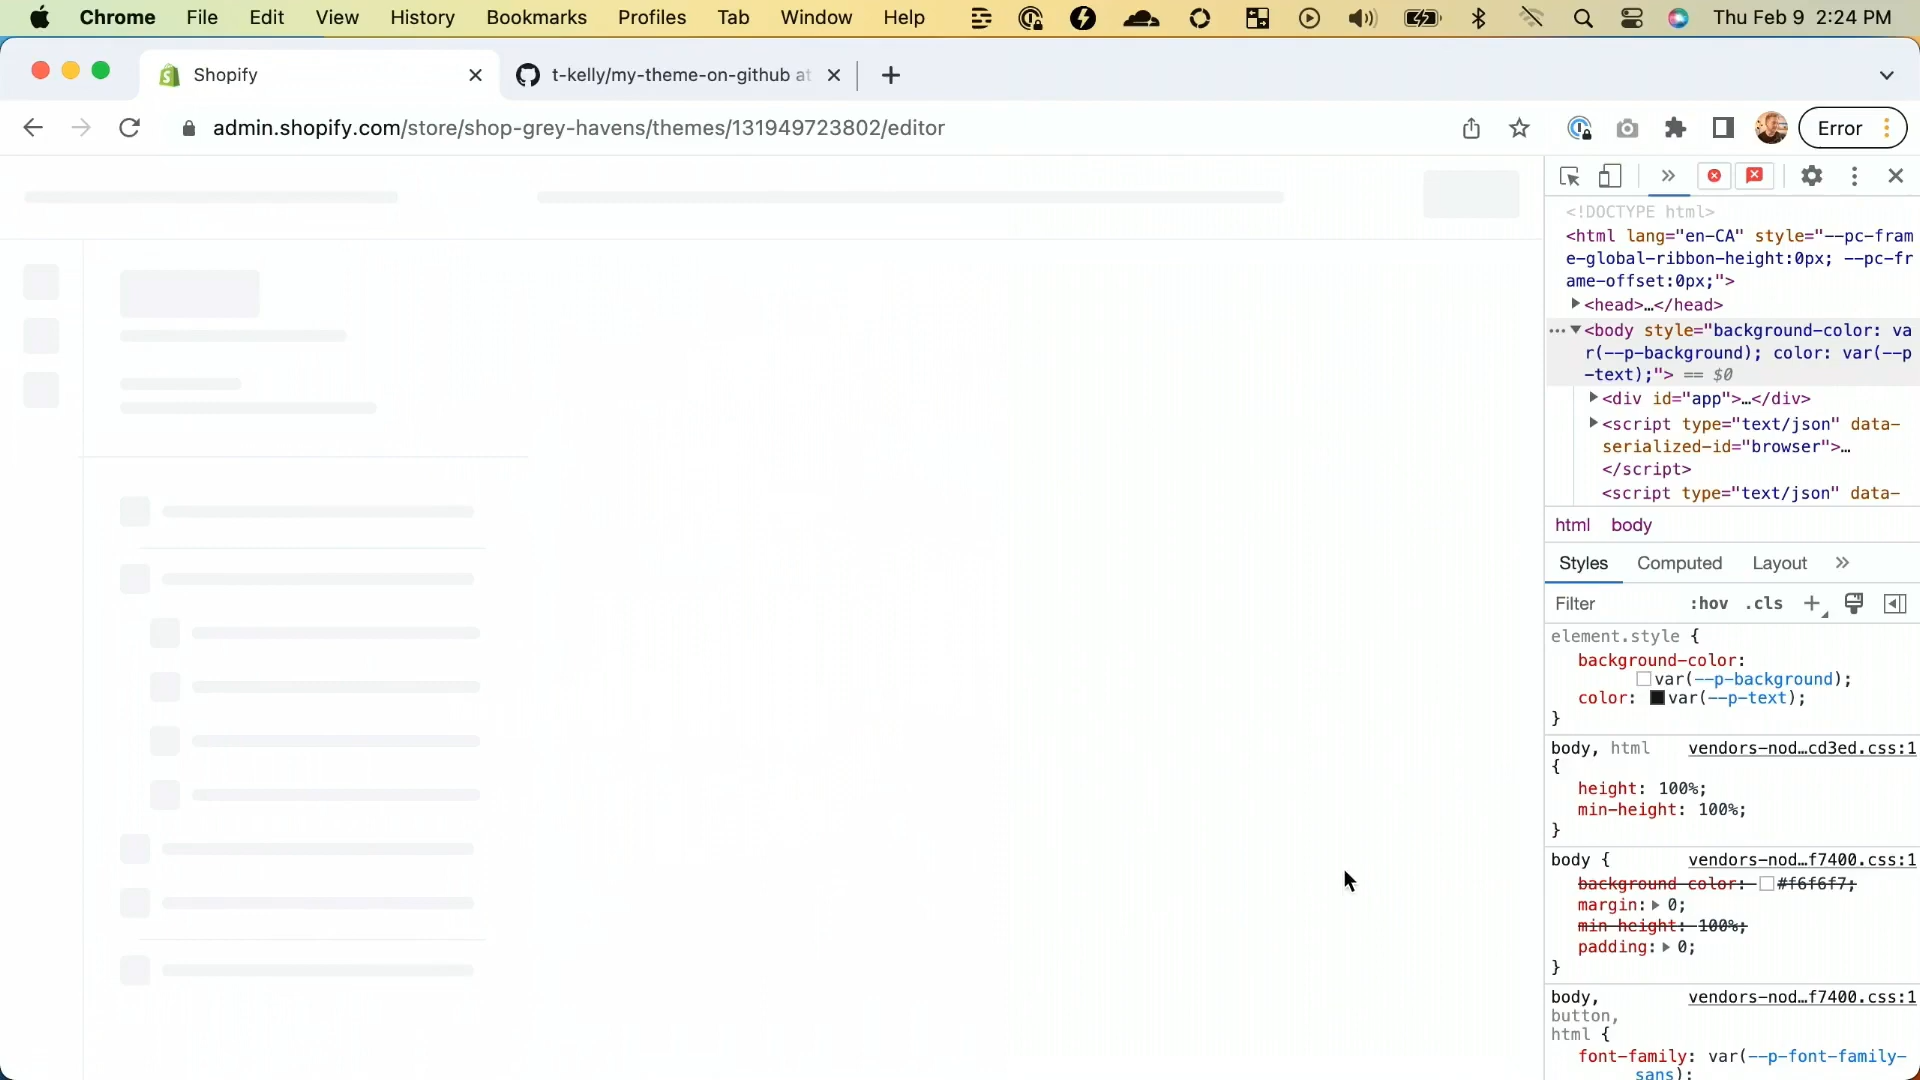 Chrome File Edit View History Bookmarks Profiles Tab Window Help Thu Feb 9 2:24 PM
Shopify t-kelly/my-theme-on-github at
admin.shopify.com/store/shop-grey-havens/themes/131949723802/editor Error
<!DOCTYPE html>
<html lang="en-CA" style="--pc-fram
e-global-ribbon-height:0px; --pc-fr
ame-offset:0px;">
<head>…</head>
<body style="background-color: va
r(--p-background); color: var(--p
-text);"> == $0
<div id="app">…</div>
<script type="text/json" data-
serialized-id="browser">…
</script>
<script type="text/json" data-
html body
Styles Computed Layout
Filter :hov .cls
element.style {
background-color:
var(--p-background);
color: var(--p-text);
}
body, html vendors-nod…cd3ed.css:1
{
height: 100%;
min-height: 100%;
}
body { vendors-nod…f7400.css:1
background-color: #f6f6f7;
margin: 0;
min-height: 100%;
padding: 0;
}
body, vendors-nod…f7400.css:1
button,
html {
font-family: var(--p-font-family-
sans);